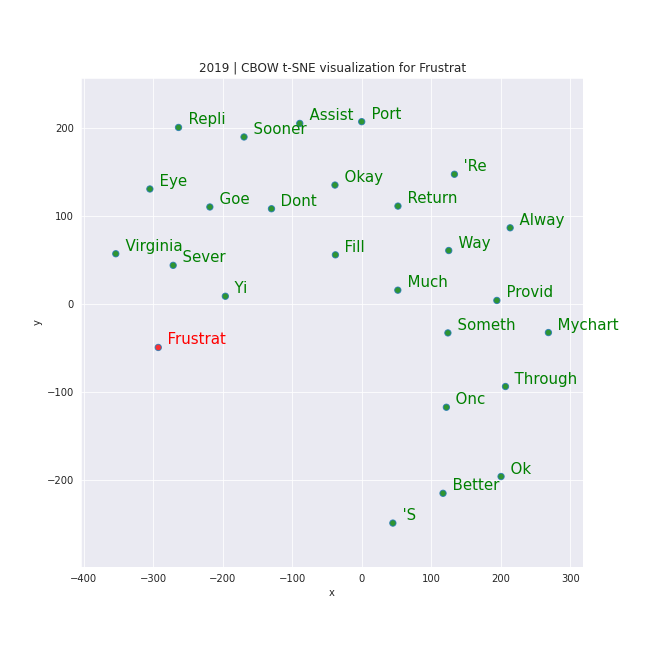 2019 | CBOW t-SNE visualization for Frustrat
Port
Assist
Repli
Sooner
'Re
Okay
Eye
Return
Goe
Dont
Alway
Way
Fill
Virginia
Sever
Much
Yi
Provid
Someth
Mychart
Frustrat
Through
Onc
Ok
Better
'S
200
100
0
−100
−200
y
−400 −300 −200 −100 0 100 200 300
x